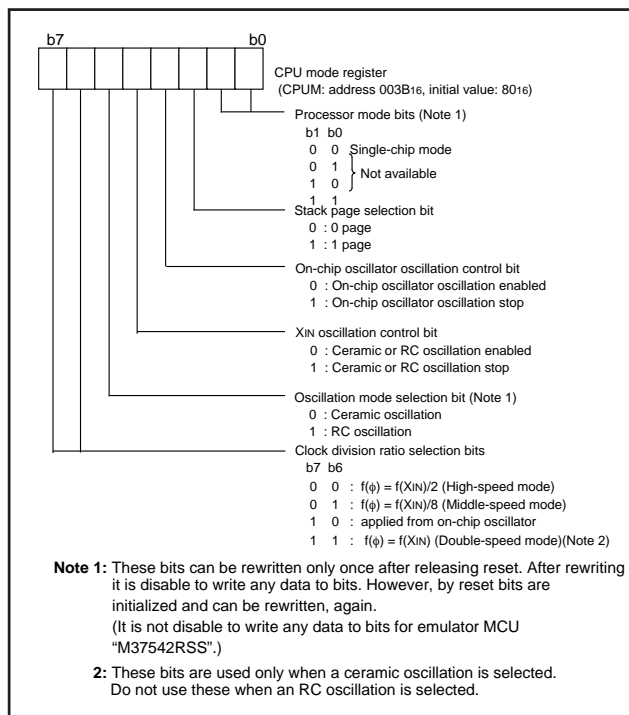 b7 b0
CPU mode register
(CPUM: address 003B16, initial value: 8016)
Processor mode bits (Note 1)
b1 b0
0 0 Single-chip mode
0 1
1 0 Not available
1 1
Stack page selection bit
0 : 0 page
1 : 1 page
On-chip oscillator oscillation control bit
0 : On-chip oscillator oscillation enabled
1 : On-chip oscillator oscillation stop
XIN oscillation control bit
0 : Ceramic or RC oscillation enabled
1 : Ceramic or RC oscillation stop
Oscillation mode selection bit (Note 1)
0 : Ceramic oscillation
1 : RC oscillation
Clock division ratio selection bits
b7 b6
0 0 : f(φ) = f(XIN)/2 (High-speed mode)
0 1 : f(φ) = f(XIN)/8 (Middle-speed mode)
1 0 : applied from on-chip oscillator
1 1 : f(φ) = f(XIN) (Double-speed mode)(Note 2)
Note 1: These bits can be rewritten only once after releasing reset. After rewriting
it is disable to write any data to bits. However, by reset bits are
initialized and can be rewritten, again.
(It is not disable to write any data to bits for emulator MCU
“M37542RSS”.)
2: These bits are used only when a ceramic oscillation is selected.
Do not use these when an RC oscillation is selected.